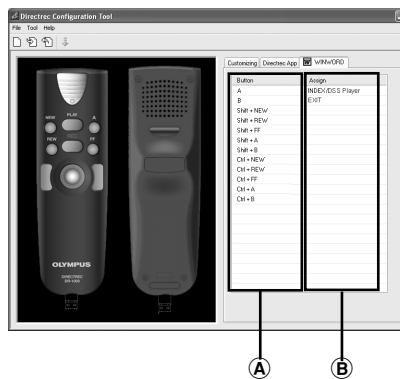 Directrec Configuration Tool
File Tool Help
Customizing Directrec App WINWORD
Button Assign
A INDEX/DSS Player
B EXIT
Shift + NEW
Shift + REW
Shift + FF
Shift + A
Shift + B
Ctrl + NEW
Ctrl + REW
Ctrl + FF
Ctrl + A
Ctrl + B
NEW PLAY A
REW FF
OLYMPUS
DIRECTREC
DR-1000
A B